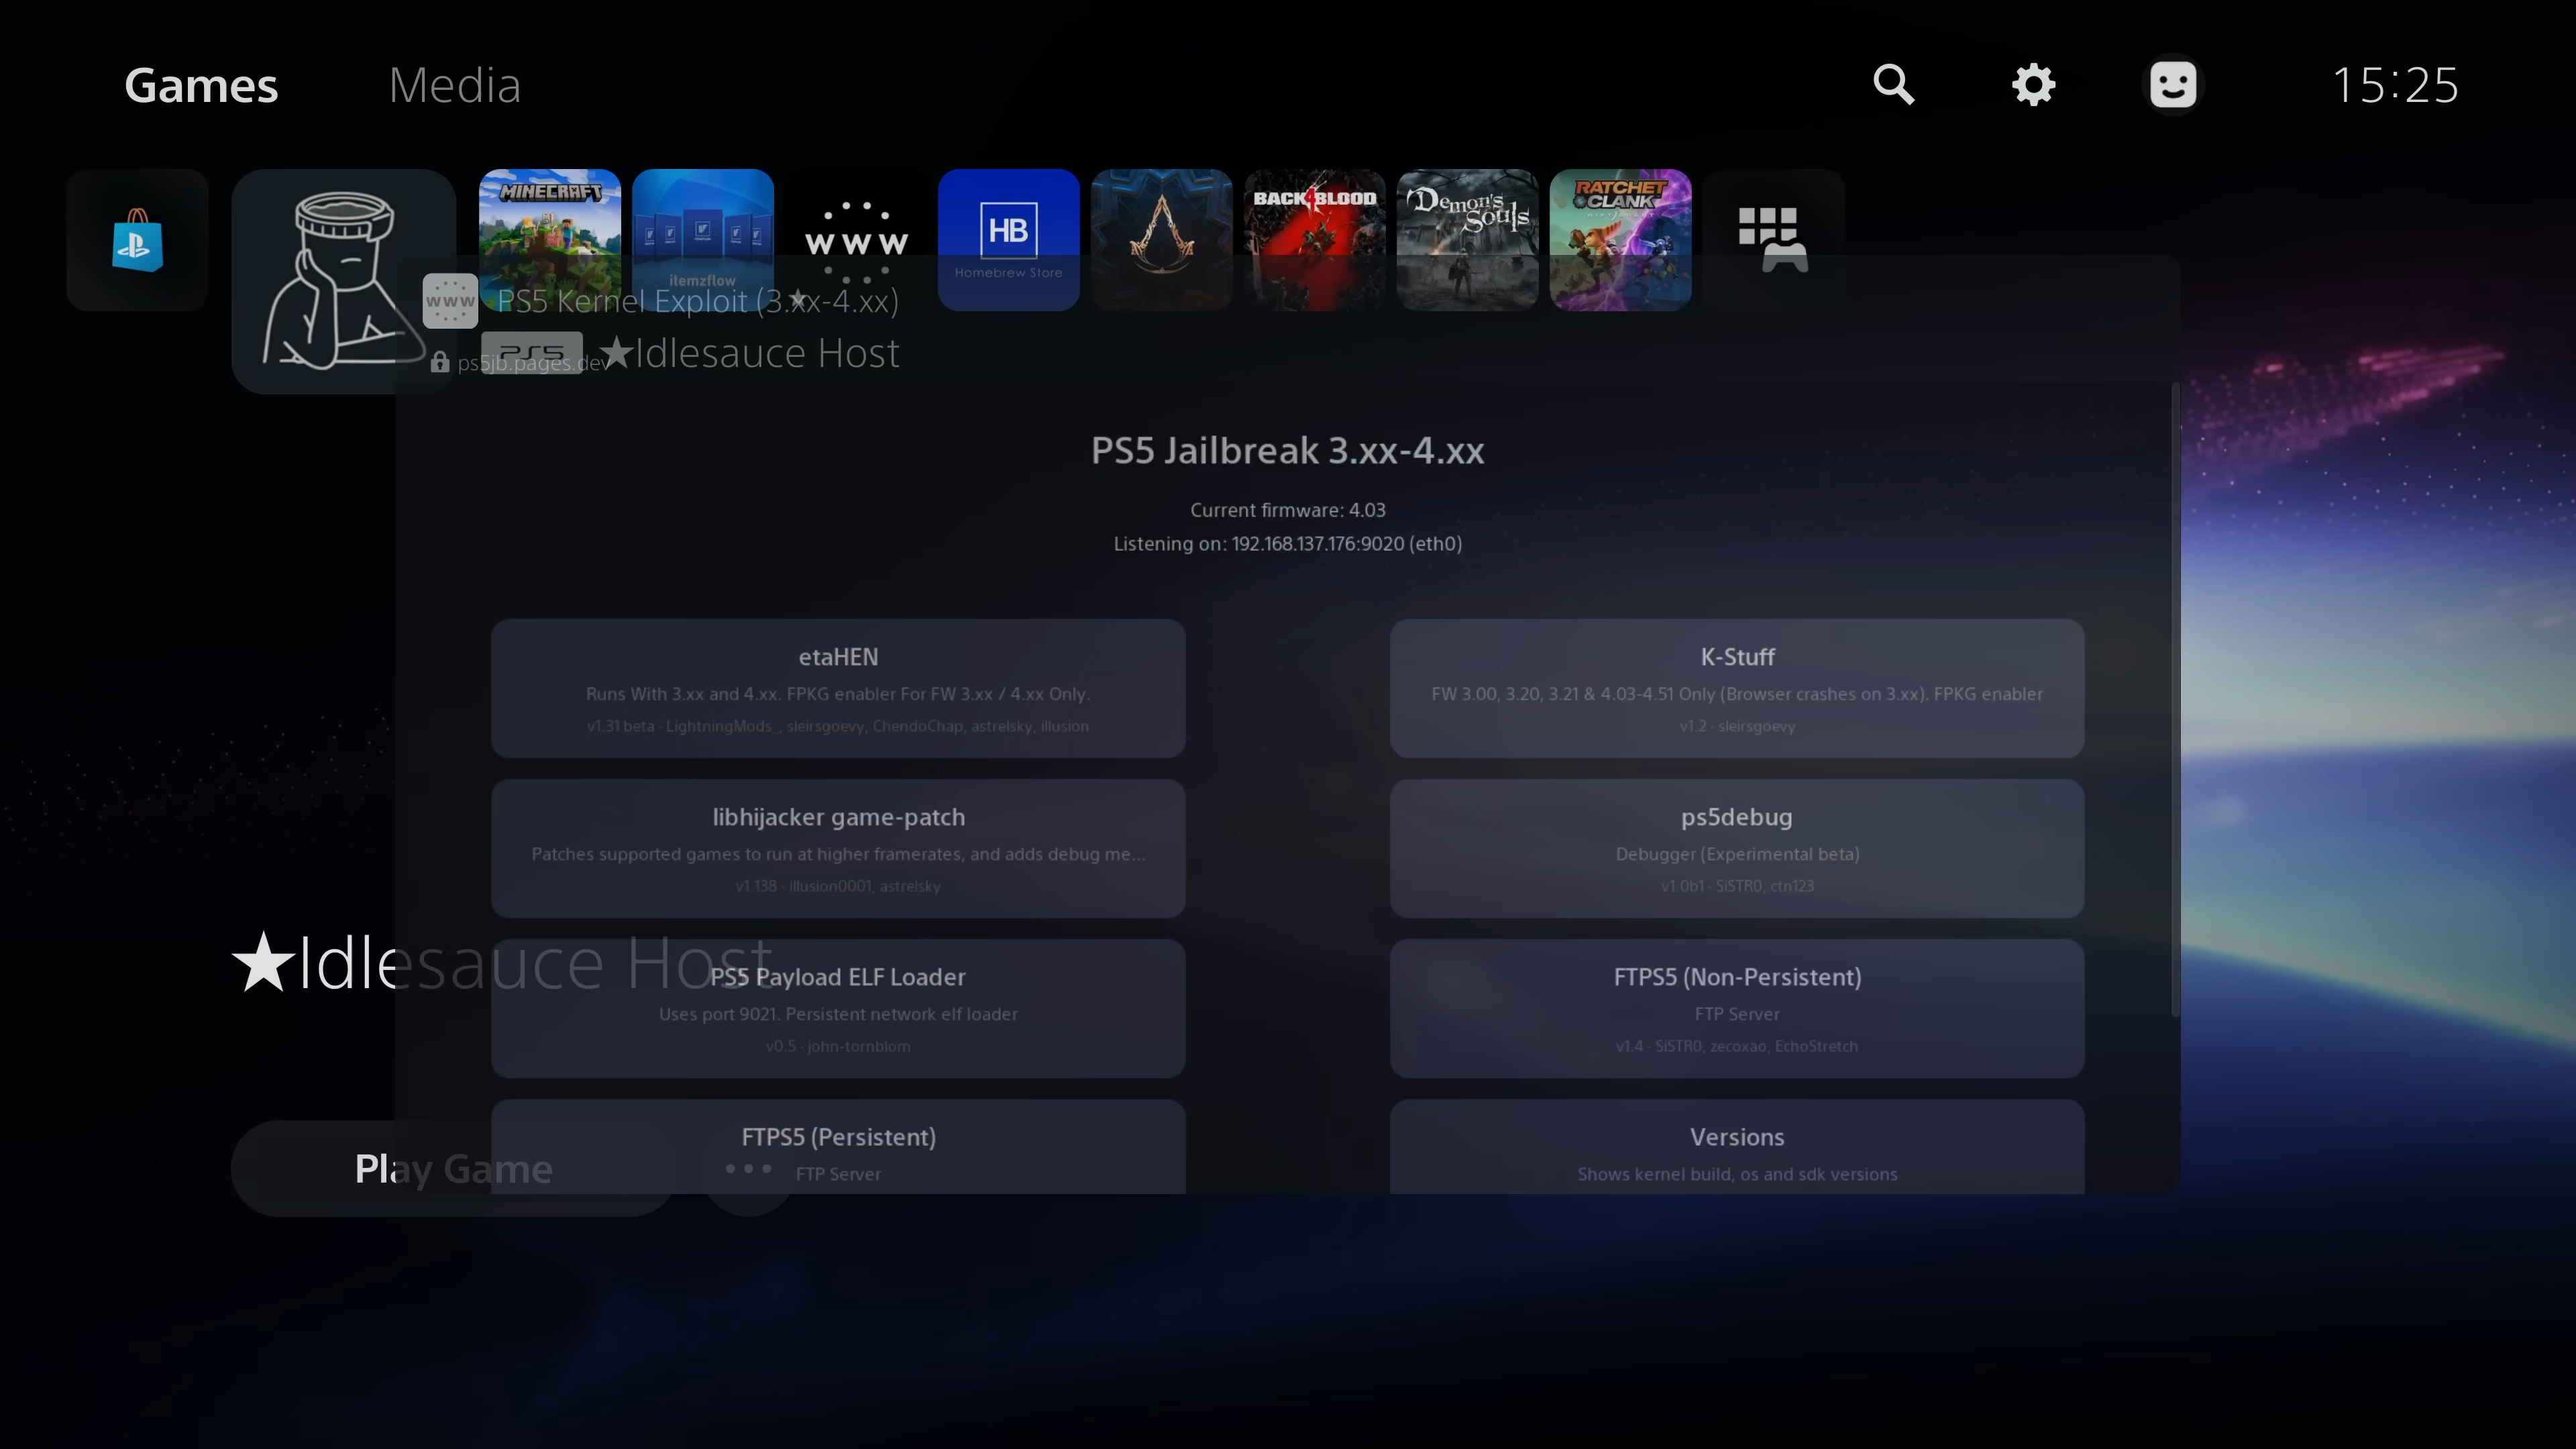 Games Media 15:25
MINECRAFT
itemzflow
WWW
HB
Homebrew Store
BACK 4 BLOOD
Demon's Souls
RATCHET CLANK
www
PS5 Kernel Exploit (3.xx-4.xx)
★
PS5 ★Idlesauce Host
ps5jb.pages.dev
PS5 Jailbreak 3.xx-4.xx
Current firmware: 4.03
Listening on: 192.168.137.176:9020 (eth0)
etaHEN
Runs With 3.xx and 4.xx. FPKG enabler For FW 3.xx / 4.xx Only.
v1.31 beta · LightningMods_, sleirsgoevy, ChendoChap, astrelsky, illusion
K-Stuff
FW 3.00, 3.20, 3.21 & 4.03-4.51 Only (Browser crashes on 3.xx). FPKG enabler
v1.2 · sleirsgoevy
libhijacker game-patch
Patches supported games to run at higher framerates, and adds debug me...
v1.138 · illusion0001, astrelsky
ps5debug
Debugger (Experimental beta)
v1.0b1 · SiSTR0, ctn123
★Idlesauce Host
PS5 Payload ELF Loader
Uses port 9021. Persistent network elf loader
v0.5 · john-tornblom
FTPS5 (Non-Persistent)
FTP Server
v1.4 · SiSTR0, zecoxao, EchoStretch
FTPS5 (Persistent)
FTP Server
Versions
Shows kernel build, os and sdk versions
Play Game